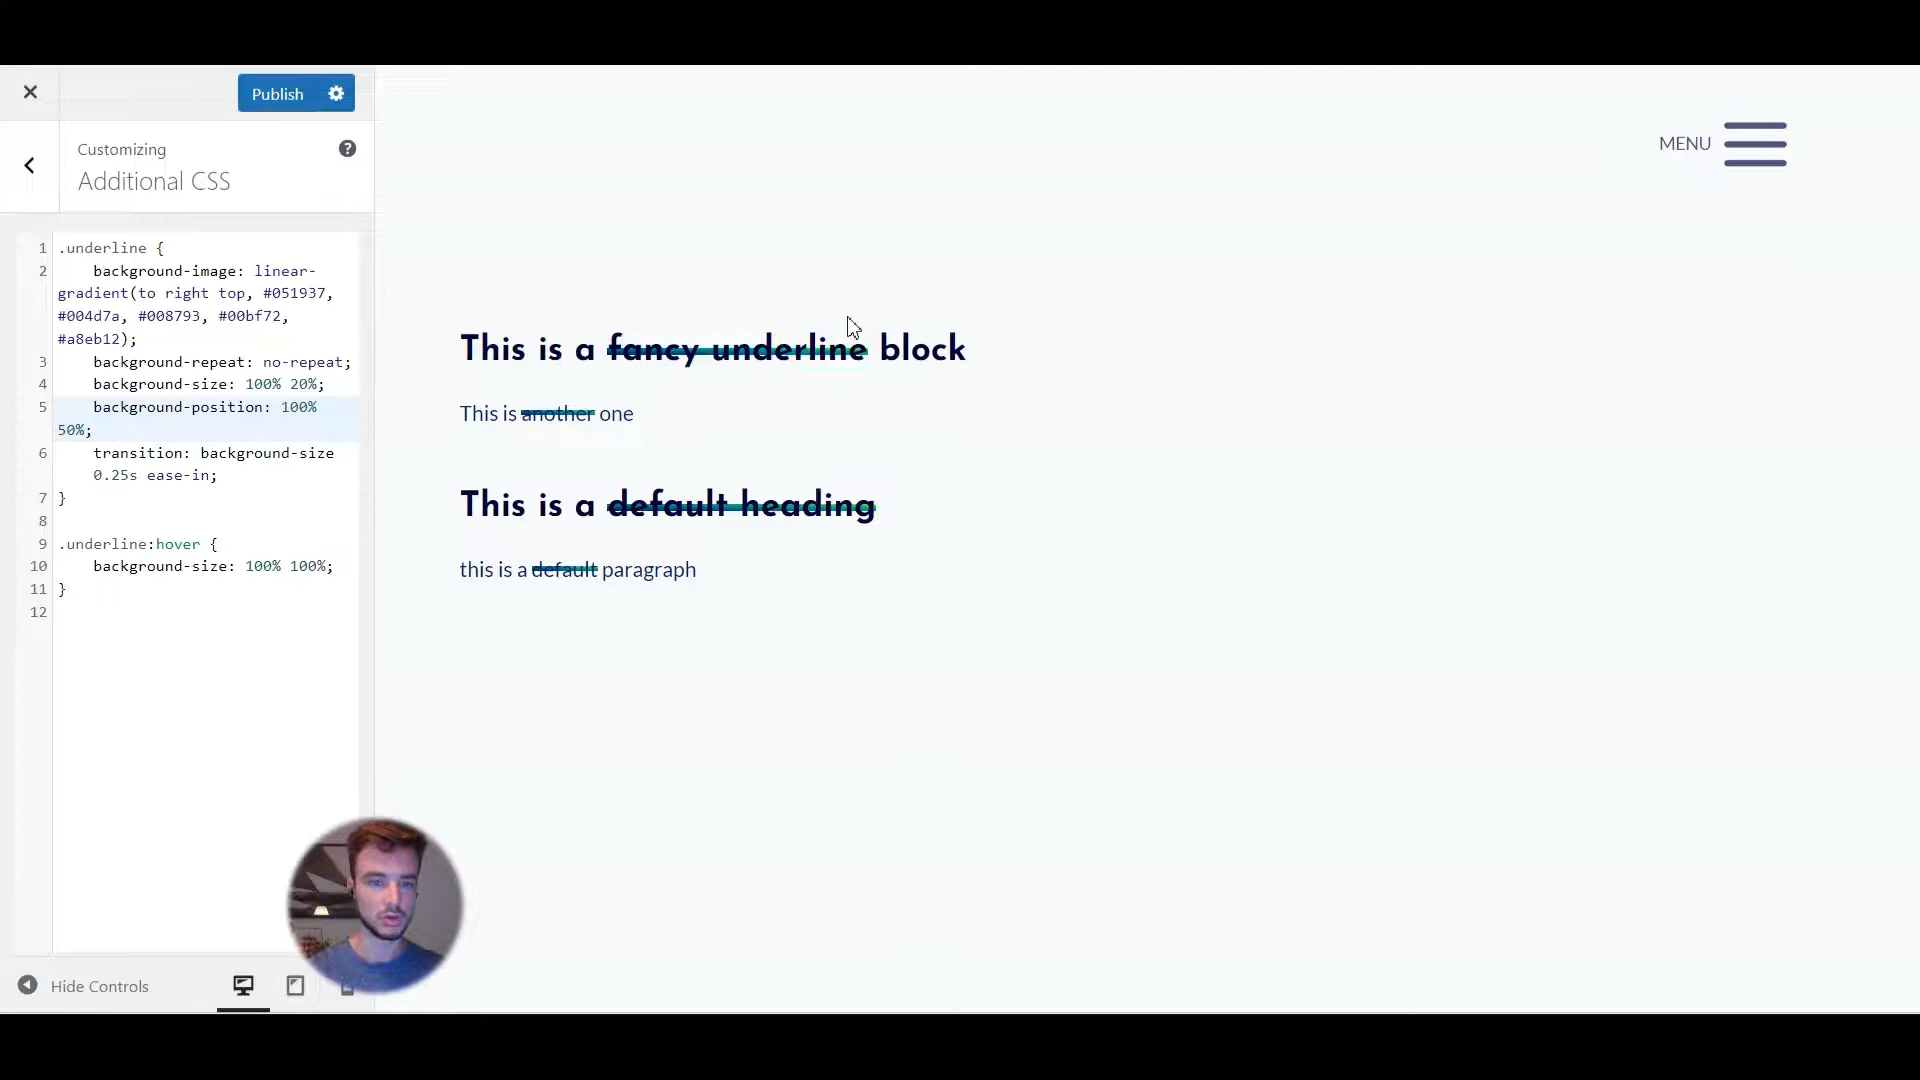 Publish
Customizing
Additional CSS
MENU
1 .underline {
2 background-image: linear-
gradient(to right top, #051937,
#004d7a, #008793, #00bf72,
#a8eb12);
3 background-repeat: no-repeat;
4 background-size: 100% 20%;
5 background-position: 100%
50%;
6 transition: background-size
0.25s ease-in;
7 }
8
9 .underline:hover {
10 background-size: 100% 100%;
11 }
12
This is a fancy underline block
This is another one
This is a default heading
this is a default paragraph
Hide Controls